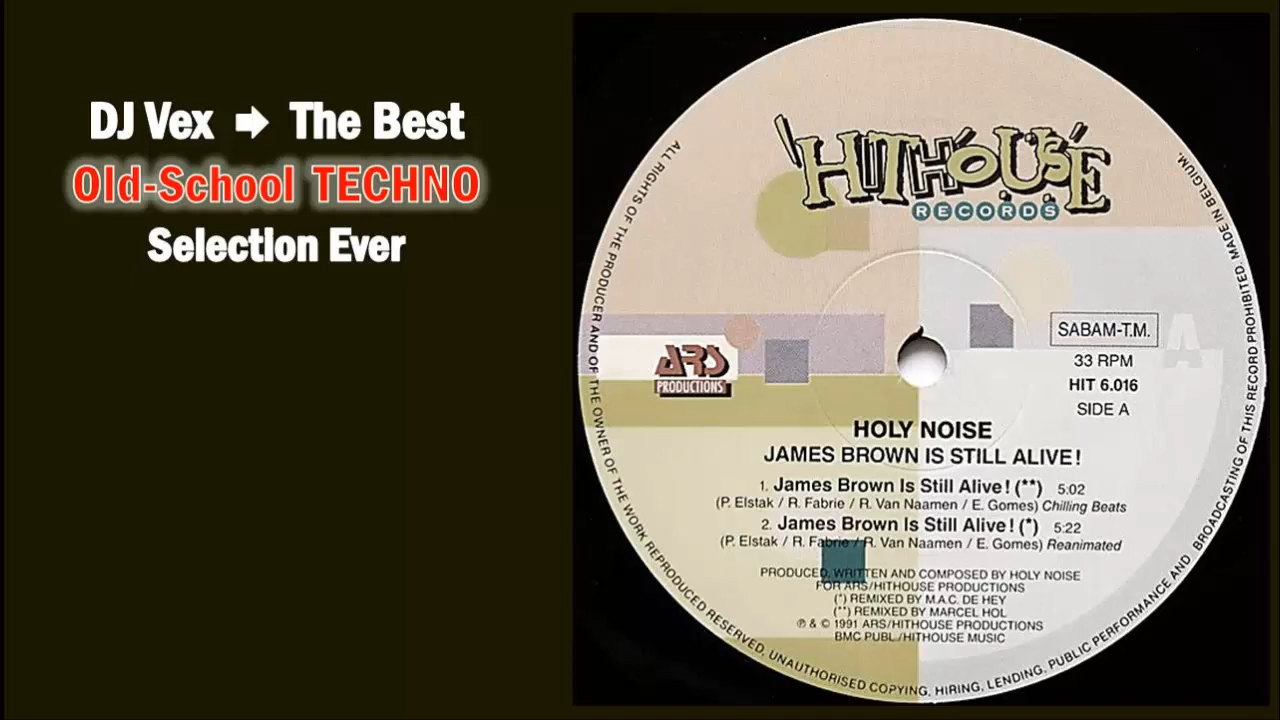 DJ Vex ➡ The Best
Old-School TECHNO
Selection Ever
HITHOUSE
RECORDS
ALL RIGHTS OF THE PRODUCER AND OF THE OWNER OF THE WORK REPRODUCED RESERVED. UNAUTHORISED COPYING, HIRING, LENDING, PUBLIC PERFORMANCE AND BROADCASTING OF THIS RECORD PROHIBITED. MADE IN BELGIUM.
ARS
PRODUCTIONS
A
SABAM-T.M.
33 RPM
HIT 6.016
SIDE A
HOLY NOISE
JAMES BROWN IS STILL ALIVE!
1. James Brown Is Still Alive! (**) 5:02
(P. Elstak / R. Fabrie / R. Van Naamen / E. Gomes) Chilling Beats
2. James Brown Is Still Alive! (*) 5:22
(P. Elstak / R. Fabrie / R. Van Naamen / E. Gomes) Reanimated
PRODUCED, WRITTEN AND COMPOSED BY HOLY NOISE
FOR ARS/HITHOUSE PRODUCTIONS
(*) REMIXED BY M.A.C. DE HEY
(**) REMIXED BY MARCEL HOL
℗ & © 1991 ARS/HITHOUSE PRODUCTIONS
BMC PUBL./HITHOUSE MUSIC